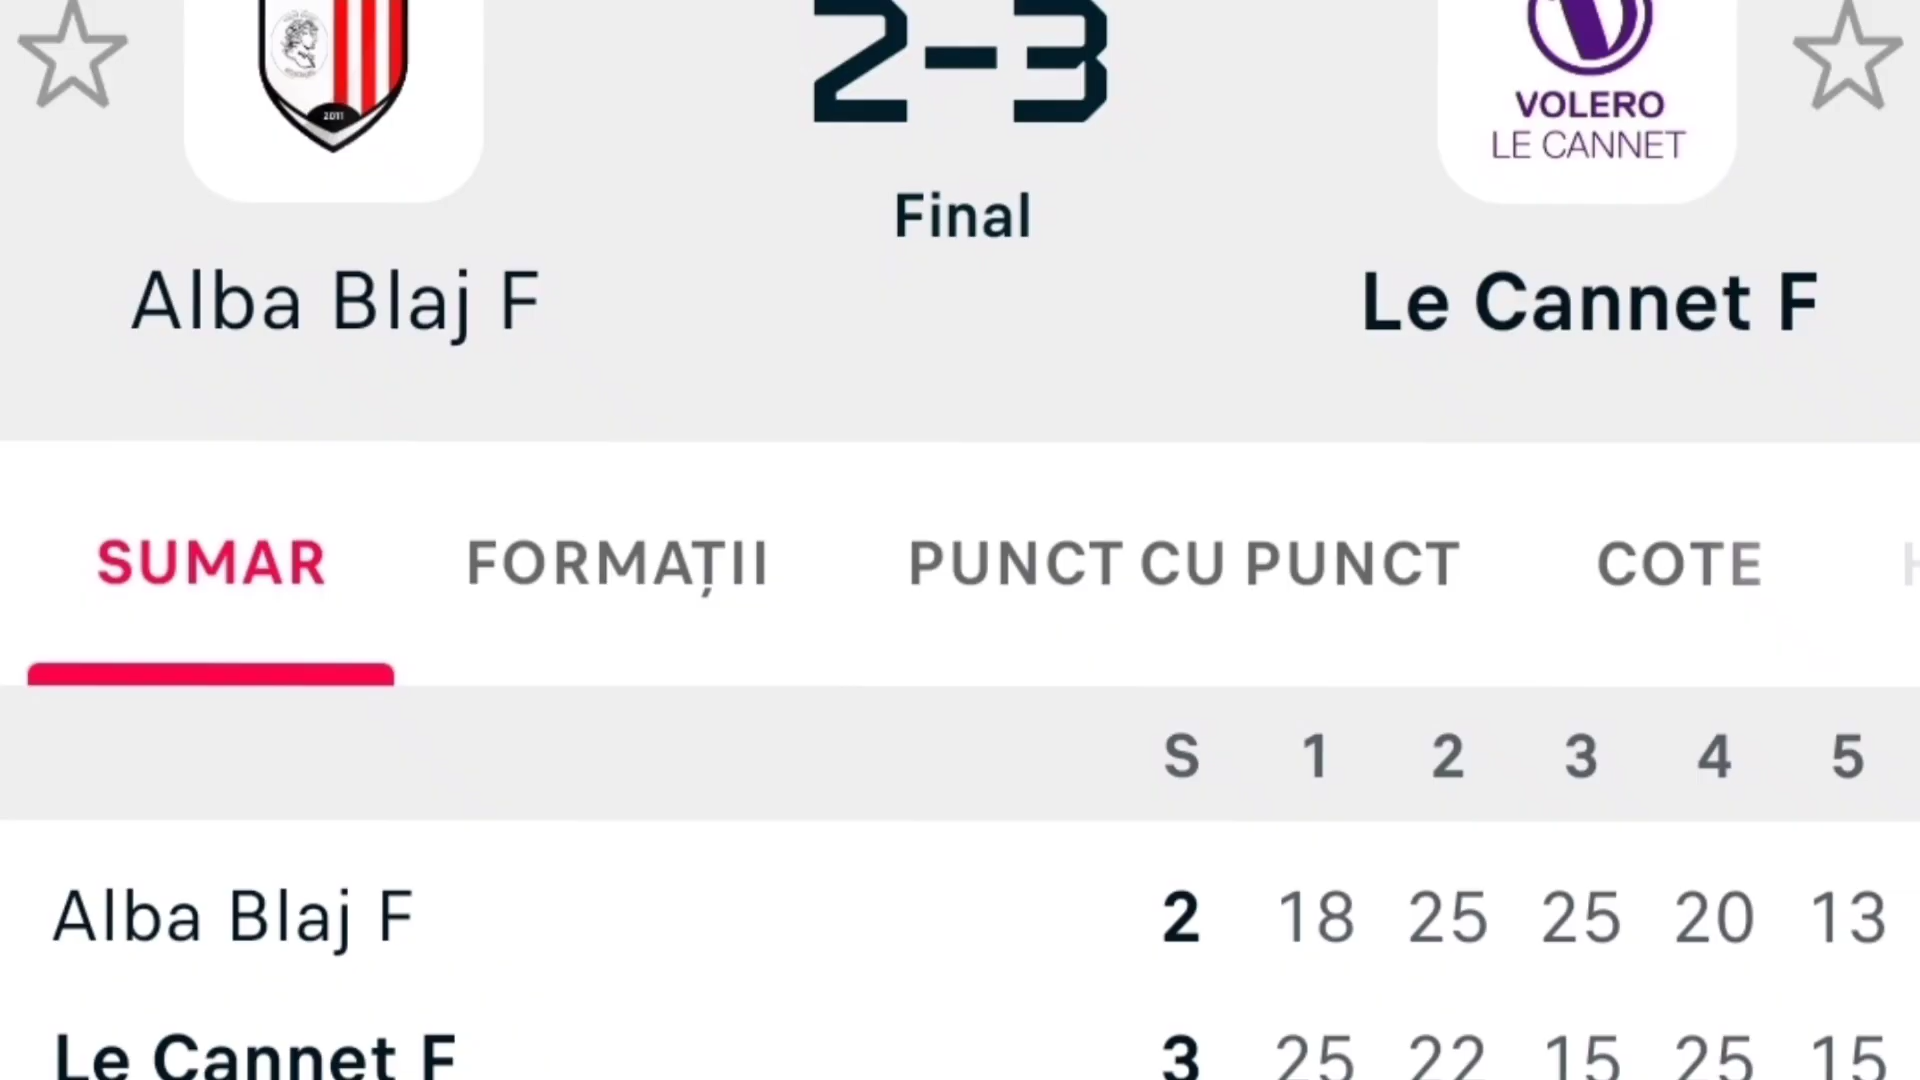 2-3
2011
VOLERO
LE CANNET
Final
Alba Blaj F
Le Cannet F
SUMAR FORMAȚII PUNCT CU PUNCT COTE
S 1 2 3 4 5
Alba Blaj F 2 18 25 25 20 13
Le Cannet F 3 25 22 15 25 15